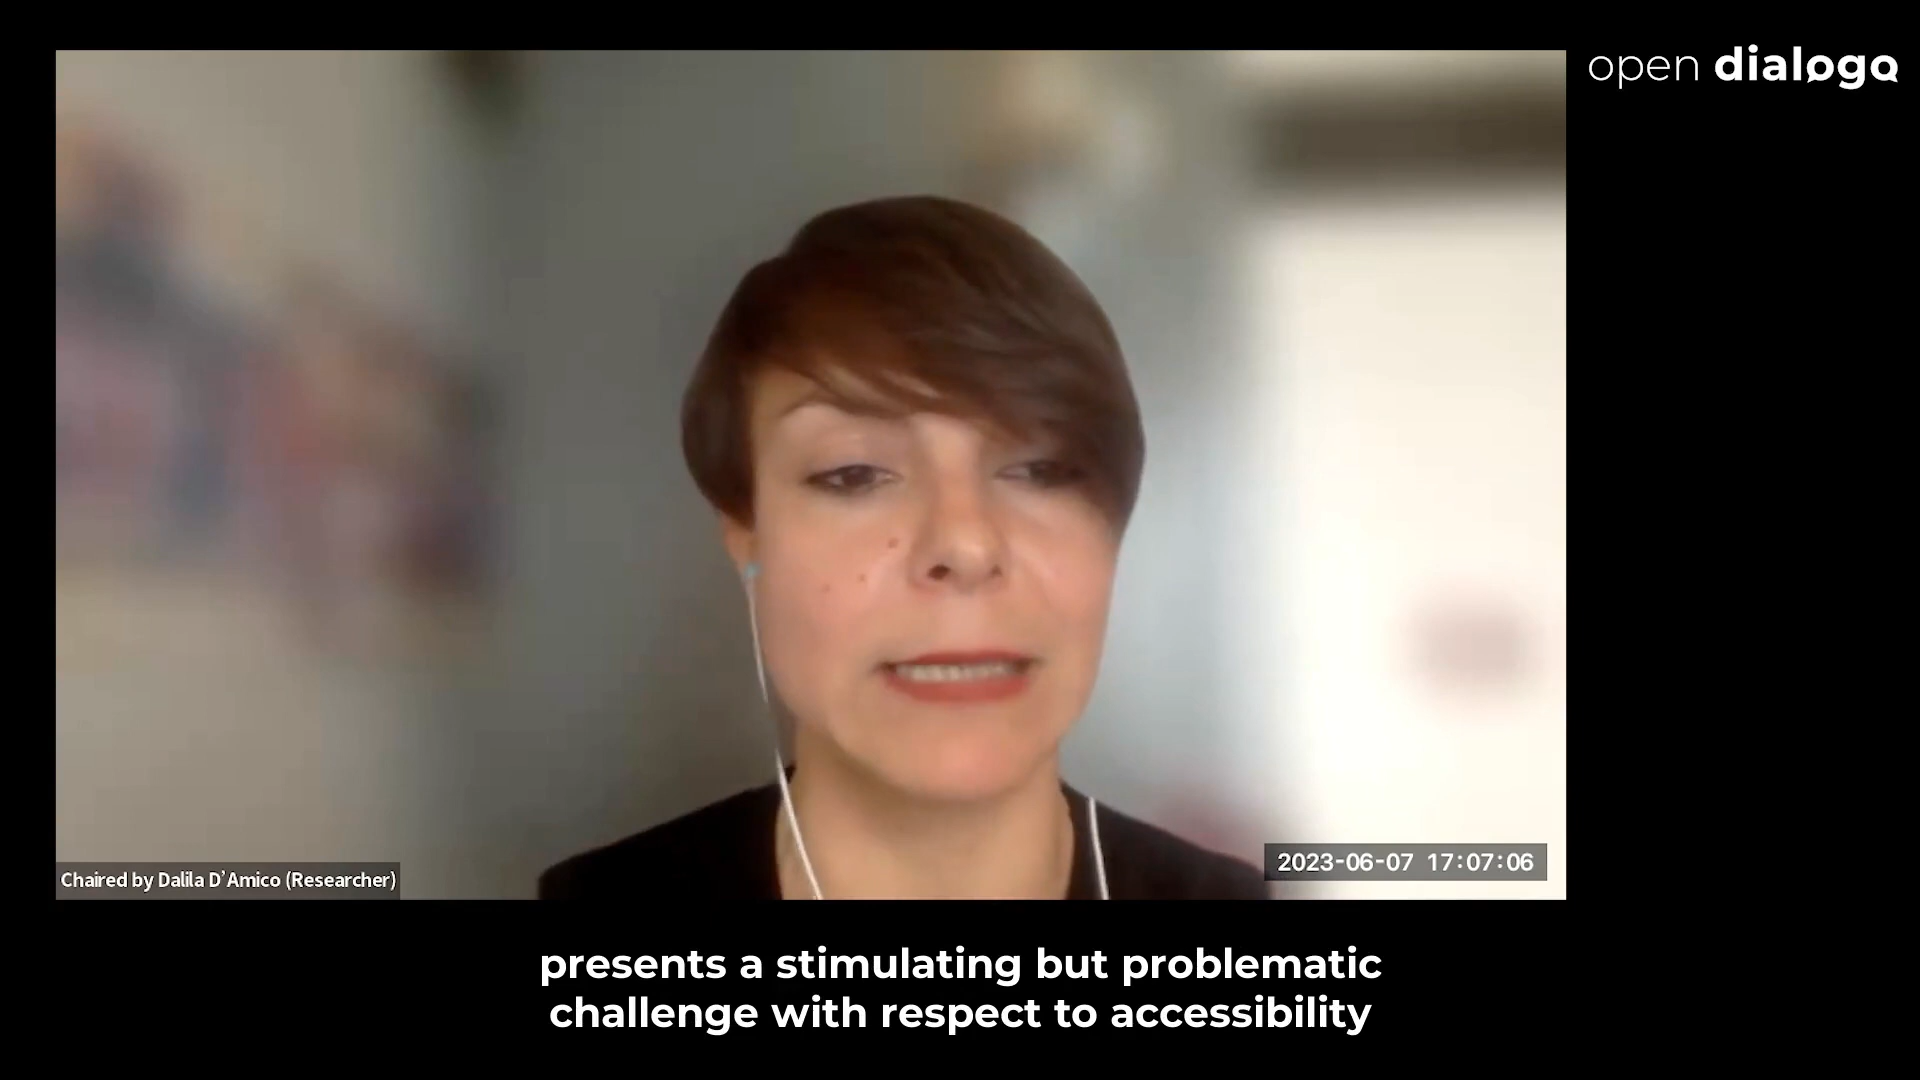 open dialogo
Chaired by Dalila D’Amico (Researcher)
2023-06-07 17:07:06
presents a stimulating but problematic
challenge with respect to accessibility